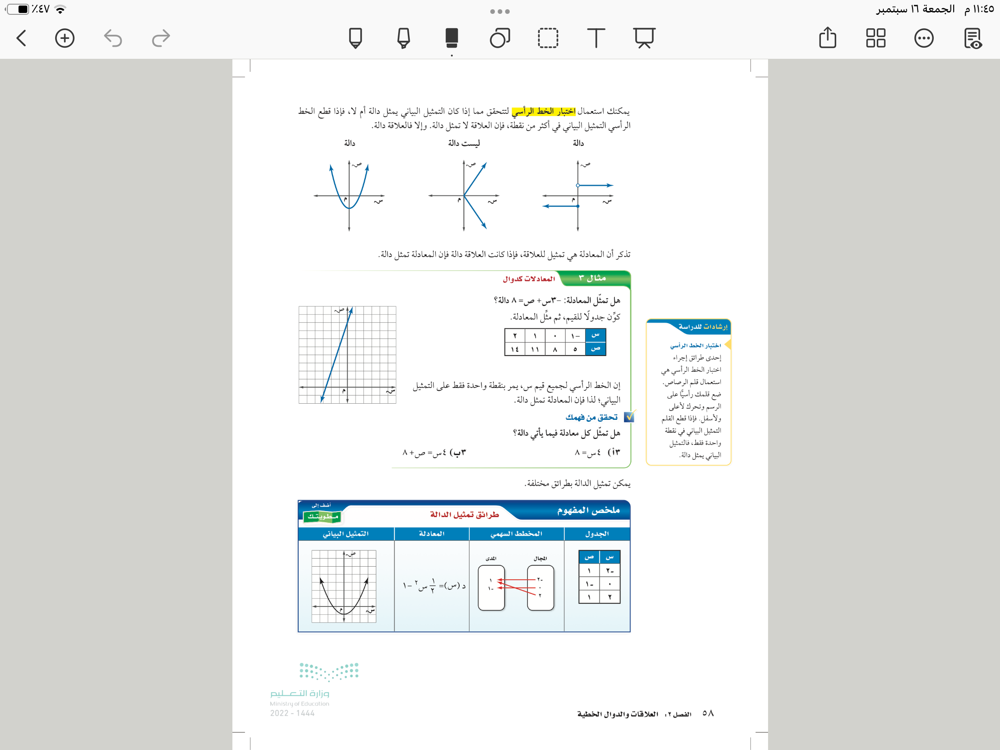 ١١:٤٥ م الجمعة ١٦ سبتمبر
٤٧٪
يمكنك استعمال اختبار الخط الرأسي لتتحقق مما إذا كان التمثيل البياني يمثل دالة أم لا، فإذا قطع الخط
الرأسي التمثيل البياني في أكثر من نقطة، فإن العلاقة لا تمثل دالة. وإلا فالعلاقة دالة.
دالة
ليست دالة
دالة
ص
س
م
ص
س
م
ص
س
م
تذكر أن المعادلة هي تمثيل للعلاقة، فإذا كانت العلاقة دالة فإن المعادلة تمثل دالة.
مثال ٣ المعادلات كدوال
هل تمثّل المعادلة: -٣س+ ص= ٨ دالة؟
كوِّن جدولًا للقيم، ثم مثِّل المعادلة.
س -١ ٠ ١ ٢
ص ٥ ٨ ١١ ١٤
ص
س
م
إن الخط الرأسي لجميع قيم س، يمر بنقطة واحدة فقط على التمثيل
البياني؛ لذا فإن المعادلة تمثل دالة.
تحقق من فهمك
هل تمثّل كل معادلة فيما يأتي دالة؟
٣أ) ٤س= ٨ ٣ب) ٤س= ص+ ٨
إرشادات للدراسة
اختبار الخط الرأسي
إحدى طرائق إجراء
اختبار الخط الرأسي هي
استعمال قلم الرصاص.
ضع قلمك رأسيًّا على
الرسم وتحرك لأعلى
ولأسفل. فإذا قطع القلم
التمثيل البياني في نقطة
واحدة فقط، فالتمثيل
البياني يمثل دالة.
يمكن تمثيل الدالة بطرائق مختلفة.
ملخص المفهوم
طرائق تمثيل الدالة
أضف إلى
مطويتك
الجدول المخطط السهمي المعادلة التمثيل البياني
س ص
-٢ ١
٠ -١
٢ ١
المجال المدى
-٢ ١
٠ -١
٢
د (س)= ١/٢ س٢ -١
ص
س
م
وزارة التعليم
Ministry of Education
2022 - 1444
٥٨ الفصل ٢: العلاقات والدوال الخطية